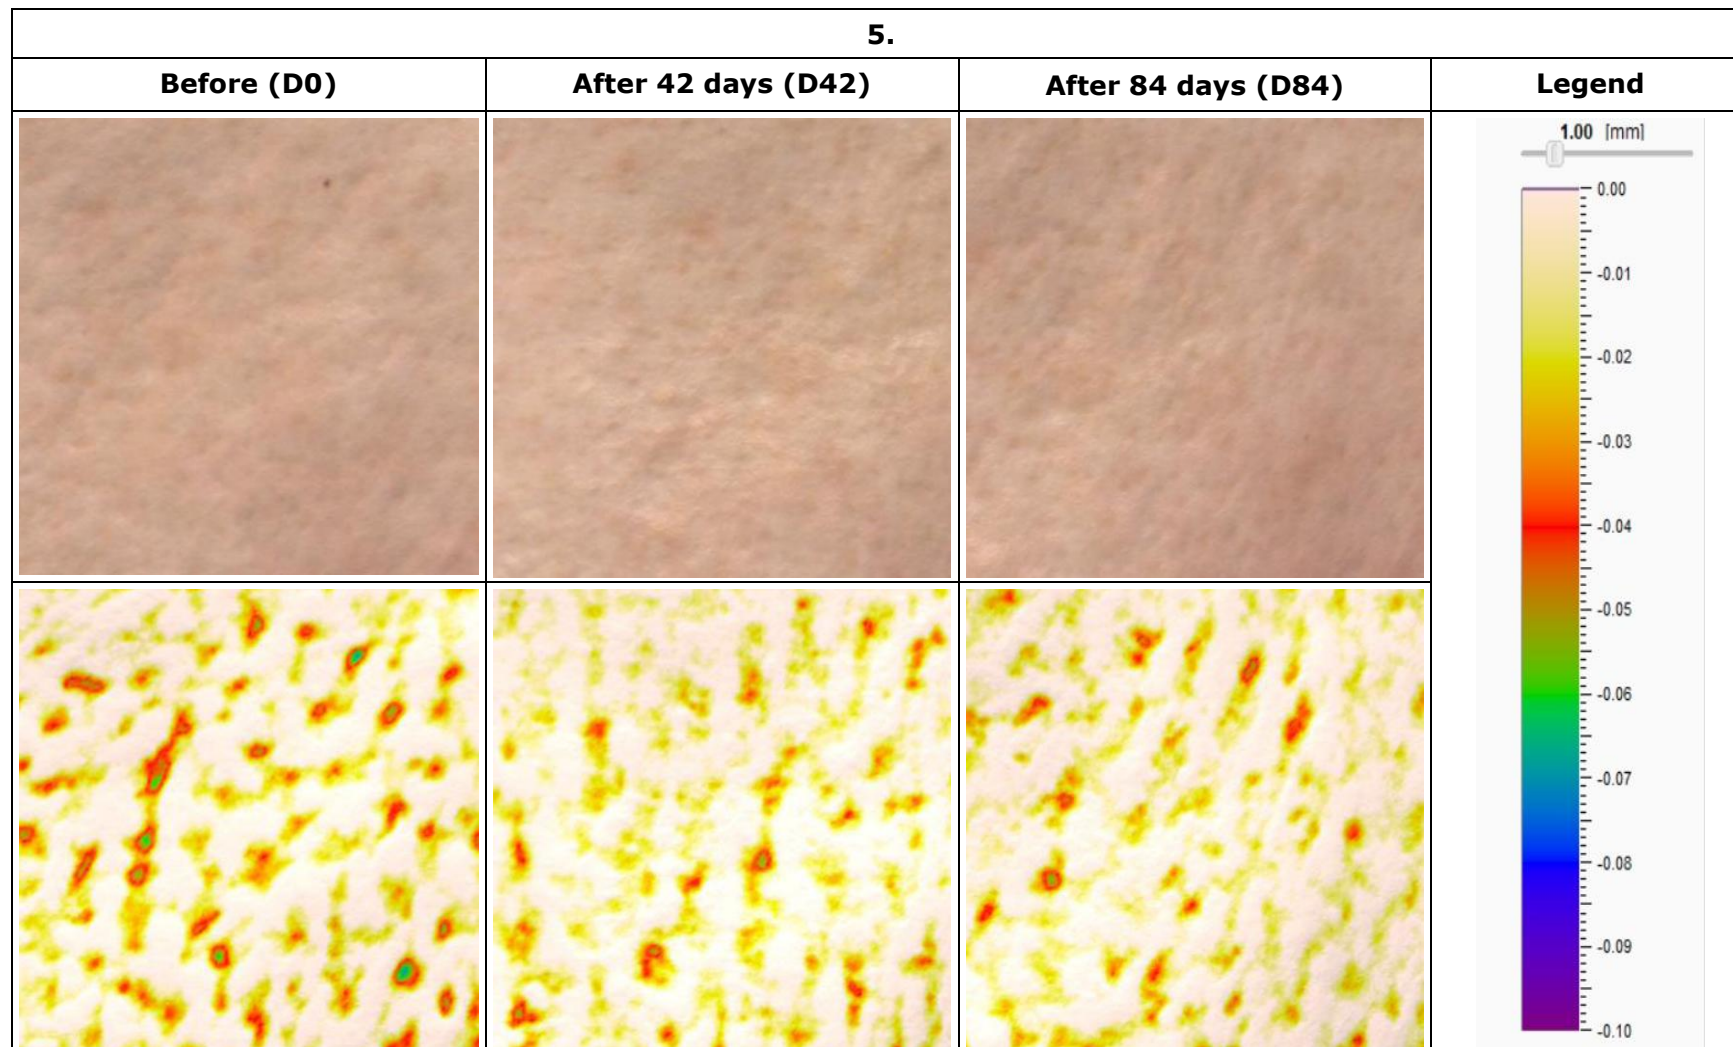 5.
Before (D0)
After 42 days (D42)
After 84 days (D84)
Legend
1.00 [mm]
0.00
-0.01
-0.02
-0.03
-0.04
-0.05
-0.06
-0.07
-0.08
-0.09
-0.10